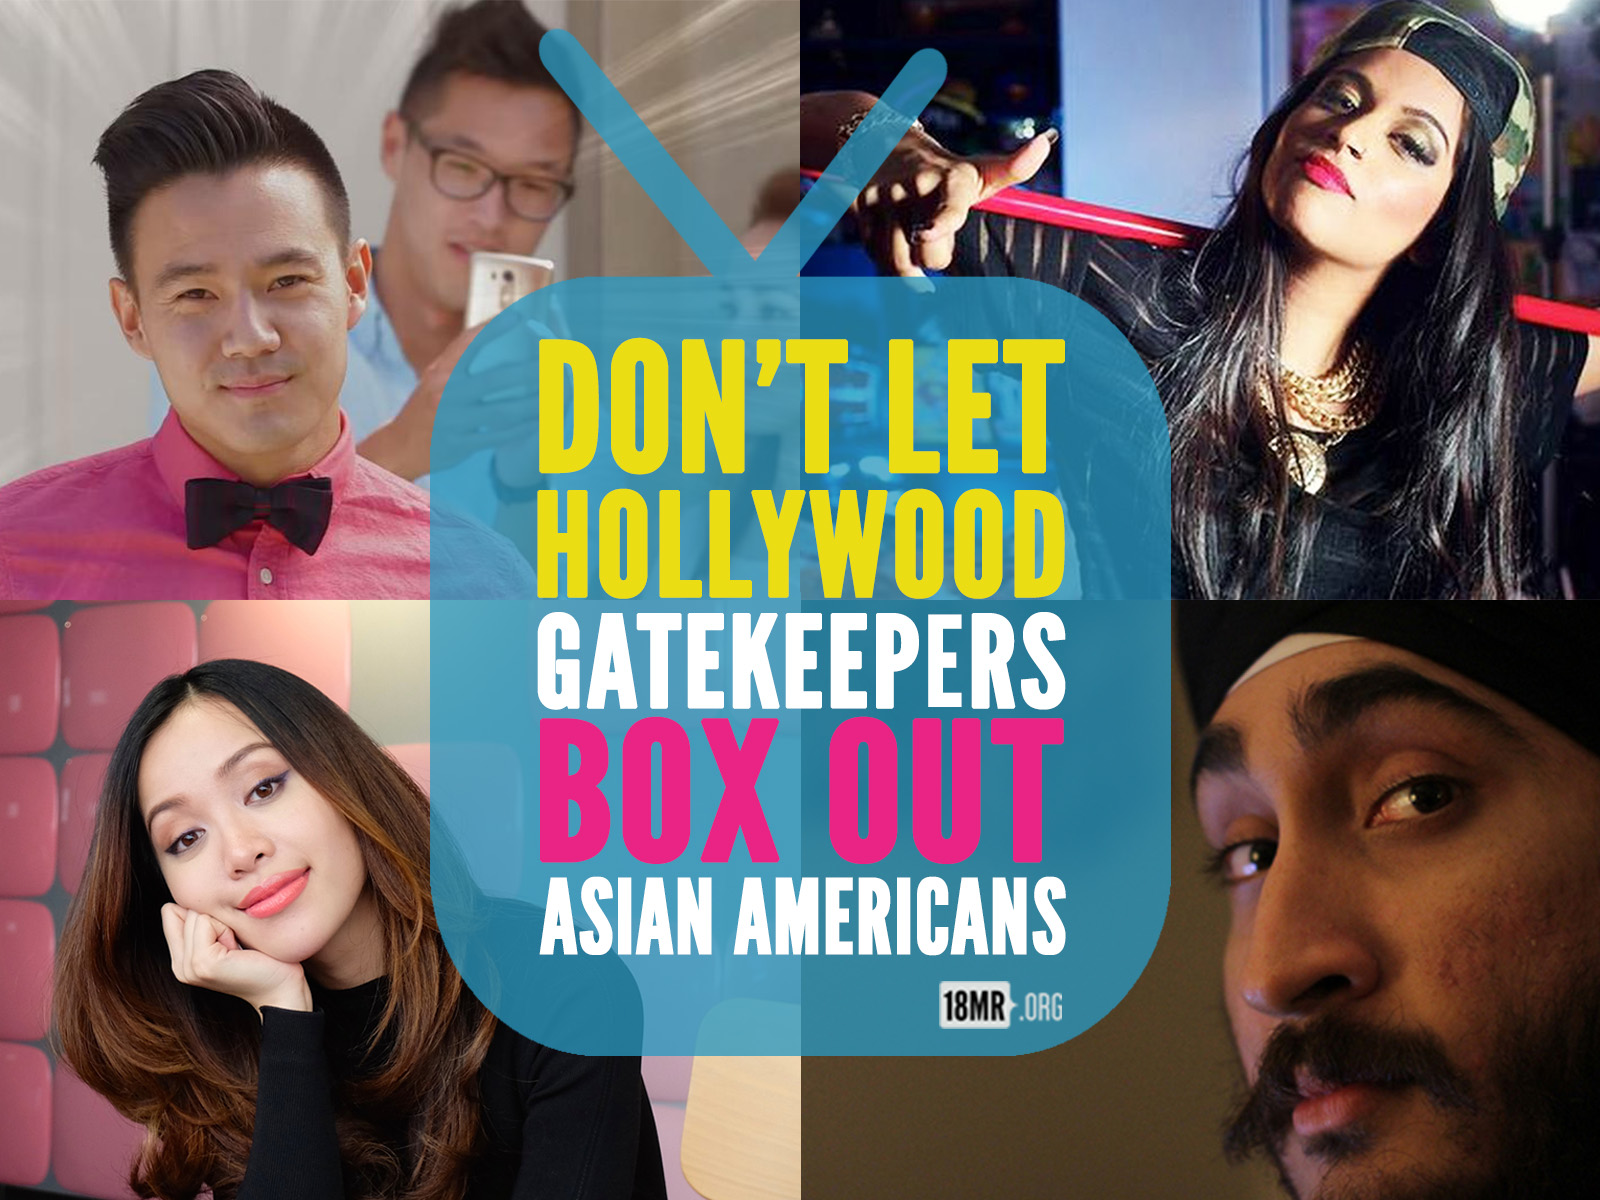 DON'T LET
HOLLYWOOD
GATEKEEPERS
BOX OUT
ASIAN AMERICANS
18MR.ORG